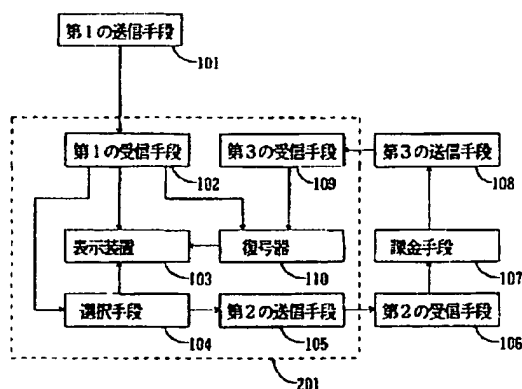 第1の送信手段
101
第1の受信手段
102
第3の受信手段
109
第3の送信手段
108
表示装置
103
復号器
110
課金手段
107
選択手段
104
第2の送信手段
105
第2の受信手段
106
201